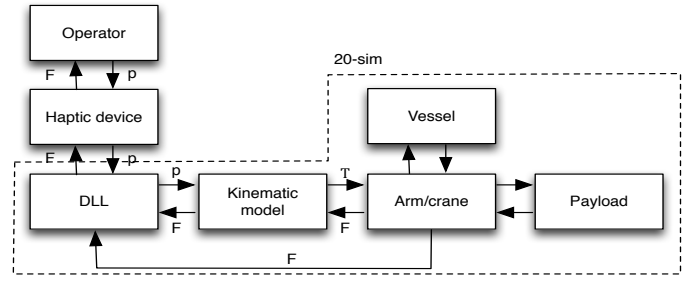 Operator
F
p
20-sim
Haptic device
Vessel
F
p
DLL
p
F
Kinematic
model
T
F
Arm/crane
Payload
F